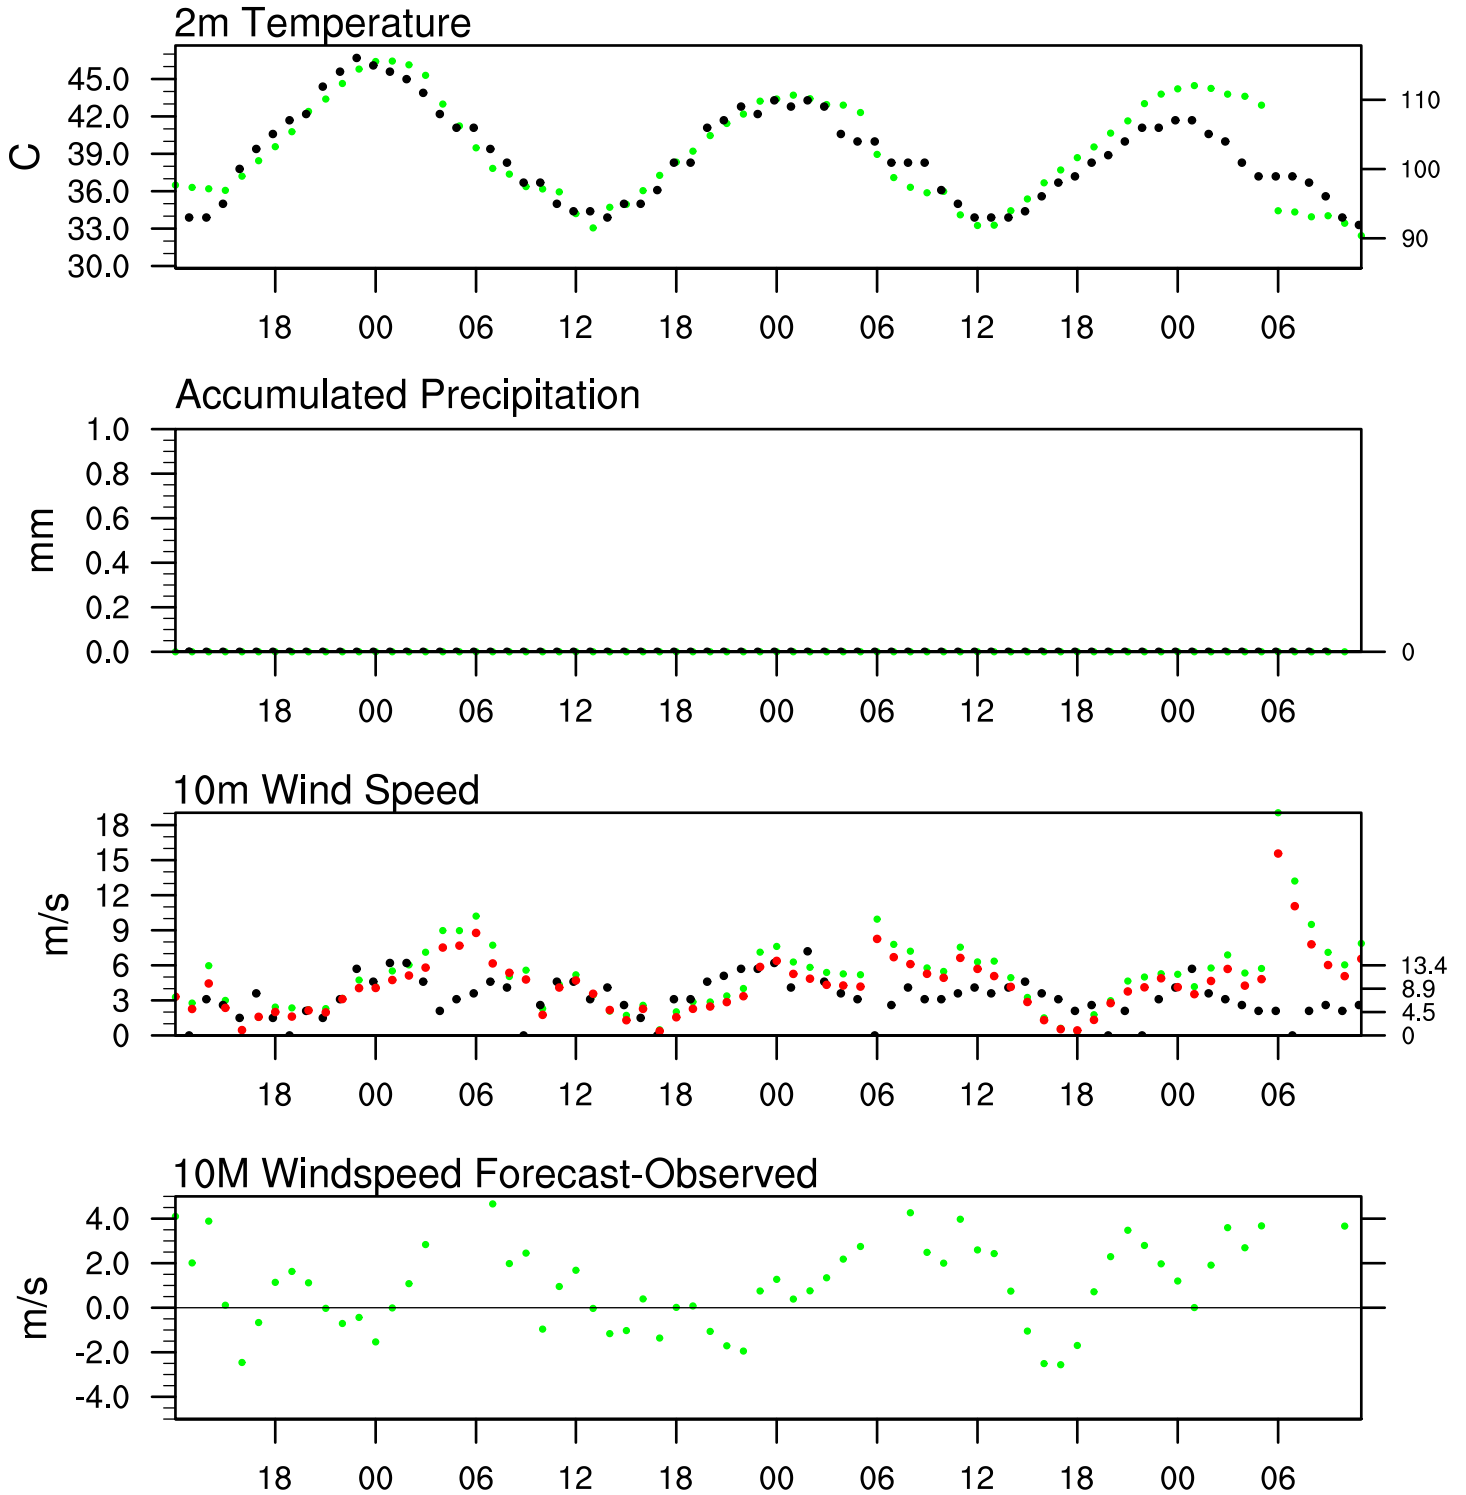 2m Temperature
45.0
42.0
39.0
36.0
33.0
30.0
C
110
100
90
18 00 06 12 18 00 06 12 18 00 06
Accumulated Precipitation
1.0
0.8
0.6
0.4
0.2
0.0
mm
0
18 00 06 12 18 00 06 12 18 00 06
10m Wind Speed
18
15
12
9
6
3
0
m/s
13.4
8.9
4.5
0
18 00 06 12 18 00 06 12 18 00 06
10M Windspeed Forecast-Observed
4.0
2.0
0.0
-2.0
-4.0
m/s
18 00 06 12 18 00 06 12 18 00 06